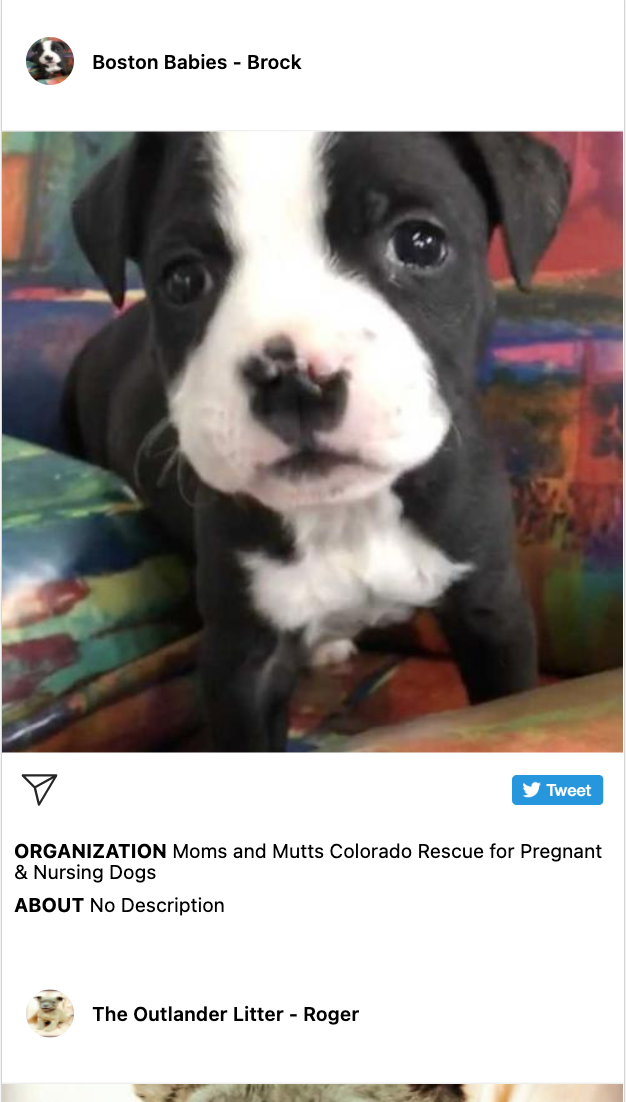 Boston Babies - Brock
Tweet
ORGANIZATION Moms and Mutts Colorado Rescue for Pregnant
& Nursing Dogs
ABOUT No Description
The Outlander Litter - Roger